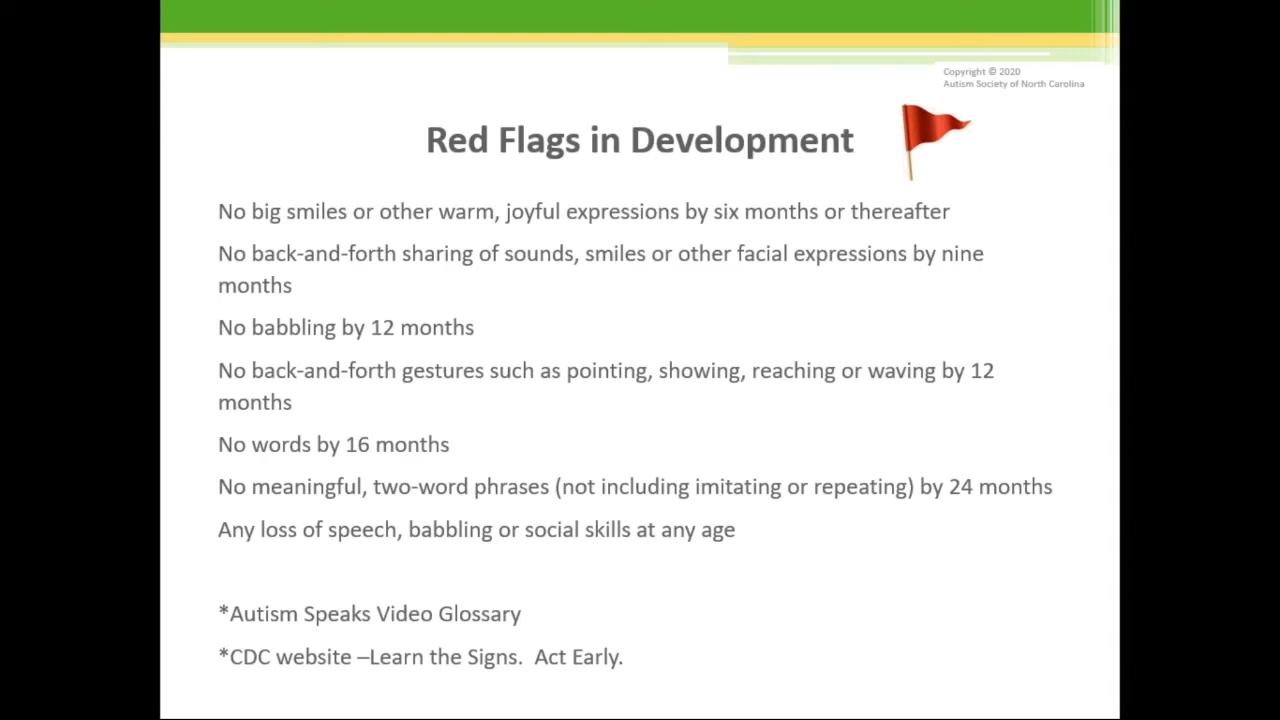 Copyright © 2020
Autism Society of North Carolina
Red Flags in Development
No big smiles or other warm, joyful expressions by six months or thereafter
No back-and-forth sharing of sounds, smiles or other facial expressions by nine
months
No babbling by 12 months
No back-and-forth gestures such as pointing, showing, reaching or waving by 12
months
No words by 16 months
No meaningful, two-word phrases (not including imitating or repeating) by 24 months
Any loss of speech, babbling or social skills at any age
*Autism Speaks Video Glossary
*CDC website –Learn the Signs.  Act Early.